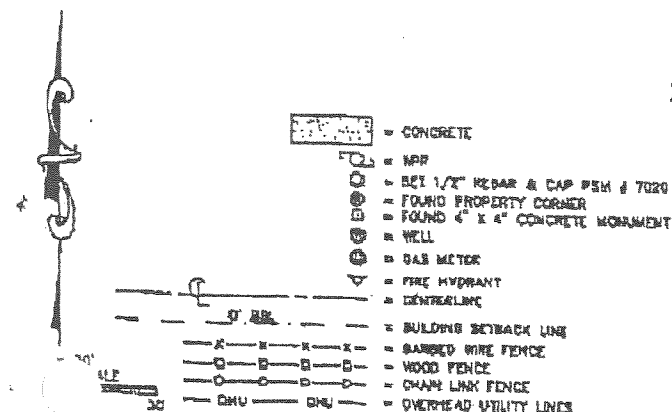 = CONCRETE
= SET 1/2" REBAR & CAP PSM # 7020
= FOUND PROPERTY CORNER
= FOUND 4" X 4" CONCRETE MONUMENT
= WELL
= GAS METER
= FIRE HYDRANT
= CENTERLINE
= BUILDING SETBACK LINE
= BARBED WIRE FENCE
= WOOD FENCE
= CHAIN LINK FENCE
OHU OHU = OVERHEAD UTILITY LINES
30